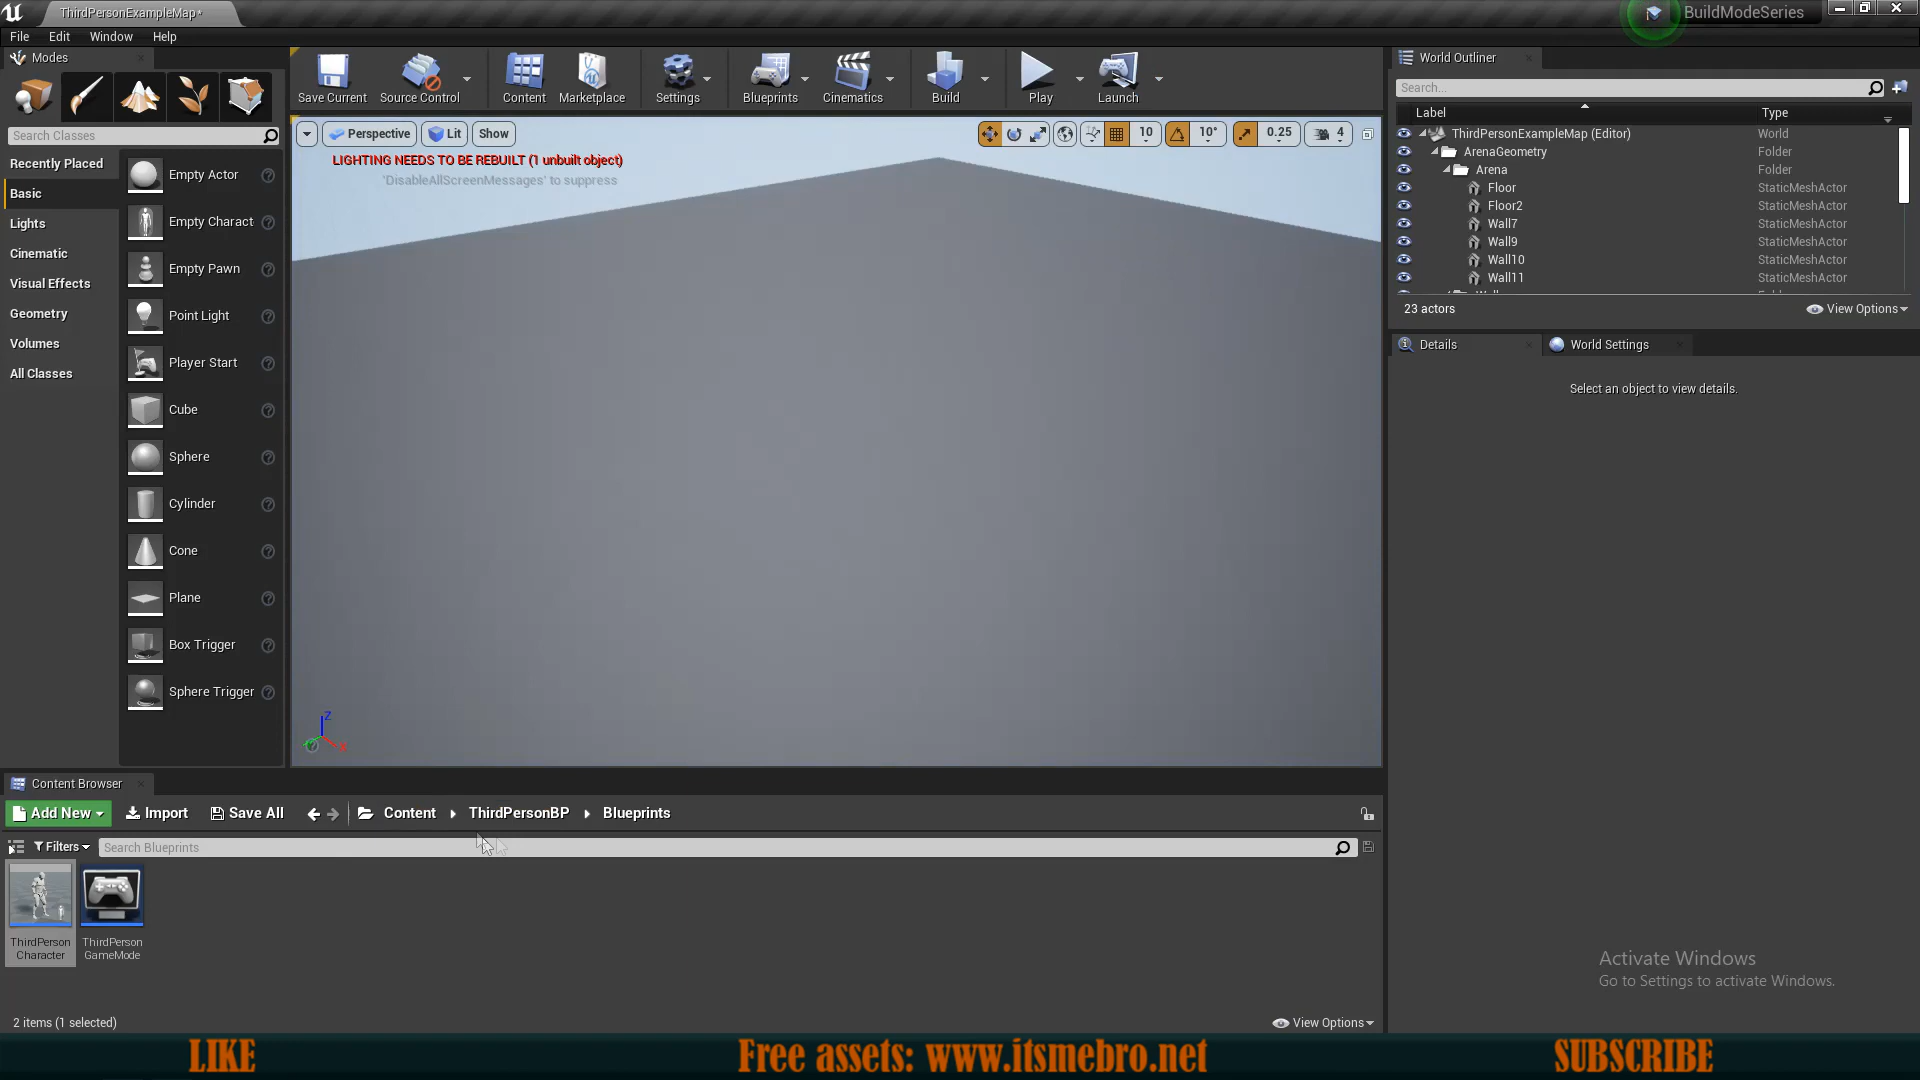 ThirdPersonExampleMap*
BuildModeSeries
File Edit Window Help
Modes
Search Classes
Recently Placed
Basic
Lights
Cinematic
Visual Effects
Geometry
Volumes
All Classes
Empty Actor
Empty Charact
Empty Pawn
Point Light
Player Start
Cube
Sphere
Cylinder
Cone
Plane
Box Trigger
Sphere Trigger
Save Current Source Control Content Marketplace Settings Blueprints Cinematics Build Play Launch
Perspective Lit Show
10 10° 0.25 4
LIGHTING NEEDS TO BE REBUILT (1 unbuilt object)
'DisableAllScreenMessages' to suppress
Z
X
World Outliner
Search...
Label Type
ThirdPersonExampleMap (Editor) World
ArenaGeometry Folder
Arena Folder
Floor StaticMeshActor
Floor2 StaticMeshActor
Wall7 StaticMeshActor
Wall9 StaticMeshActor
Wall10 StaticMeshActor
Wall11 StaticMeshActor
23 actors View Options
Details World Settings
Select an object to view details.
Content Browser
Add New Import Save All Content ThirdPersonBP Blueprints
Filters Search Blueprints
ThirdPerson
Character
ThirdPerson
GameMode
2 items (1 selected) View Options
Activate Windows
Go to Settings to activate Windows.
LIKE Free assets: www.itsmebro.net SUBSCRIBE